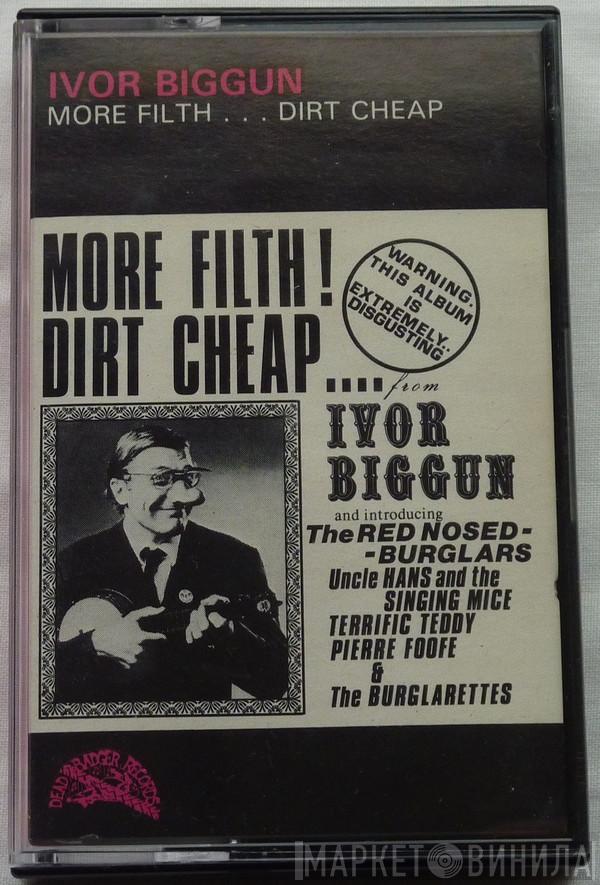 IVOR BIGGUN
MORE FILTH . . . DIRT CHEAP
MORE FILTH!
DIRT CHEAP....
from
WARNING.
THIS ALBUM
IS
EXTREMELY..
DISGUSTING
IVOR
BIGGUN
and introducing
The RED NOSED-
-BURGLARS
Uncle HANS and the
SINGING MICE
TERRIFIC TEDDY
PIERRE FOOFE
&
The BURGLARETTES
DEAD BADGER RECORDS
МАРКЕТ ВИНИЛА